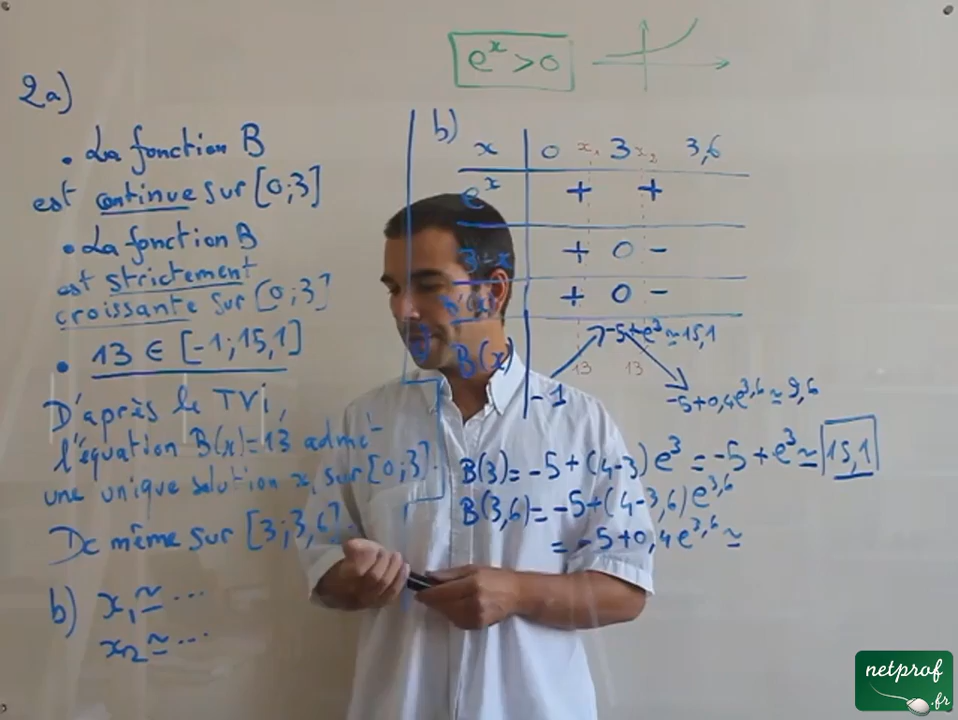 e^x > 0
2a)
• La fonction B
est continue sur [0;3]
• La fonction B
est strictement
croissante sur [0;3]
• 13 ∈ [-1;15,1]
D'après le TVI,
l'équation B(x)=13 admet
une unique solution x₁ sur [0;3].
De même sur [3;3,6].
b) x₁ ≃ ...
x₂ ≃ ...
b)
x 0 x₁ 3 x₂ 3,6
e^x + +
3-x + 0 -
B'(x) + 0 -
B(x) -1 13 -5+e³≃15,1 13 -5+0,4e^3,6≃9,6
B(3)= -5+(4-3)e³ = -5+e³ ≃ 15,1
B(3,6)= -5+(4-3,6)e^3,6
= -5+0,4e^3,6 ≃
netprof
.fr